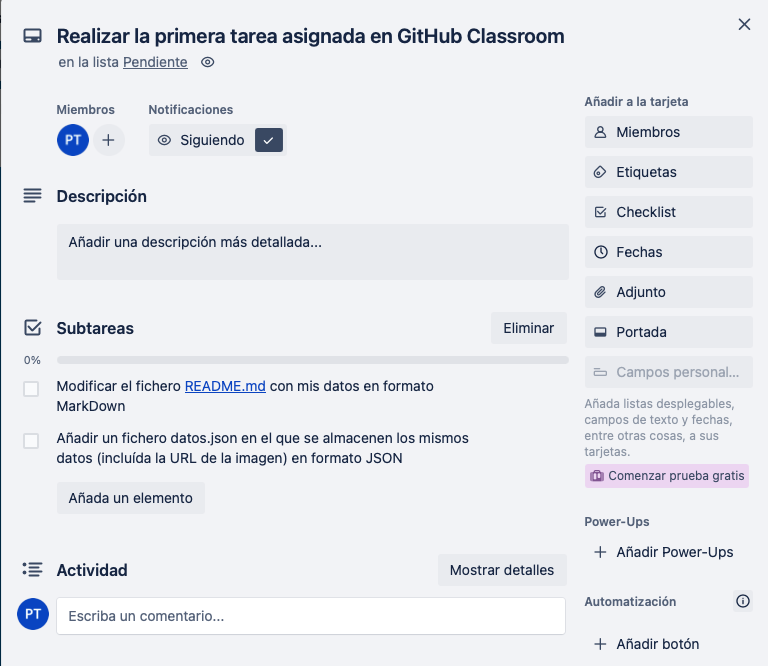 Realizar la primera tarea asignada en GitHub Classroom
en la lista Pendiente
Miembros
Notificaciones
PT
Siguiendo
Descripción
Añadir una descripción más detallada...
Subtareas
Eliminar
0%
Modificar el fichero README.md con mis datos en formato
MarkDown
Añadir un fichero datos.json en el que se almacenen los mismos
datos (incluída la URL de la imagen) en formato JSON
Añada un elemento
Actividad
Mostrar detalles
PT
Escriba un comentario...
Añadir a la tarjeta
Miembros
Etiquetas
Checklist
Fechas
Adjunto
Portada
Campos personal...
Añada listas desplegables,
campos de texto y fechas,
entre otras cosas, a sus
tarjetas.
Comenzar prueba gratis
Power-Ups
Añadir Power-Ups
Automatización
Añadir botón